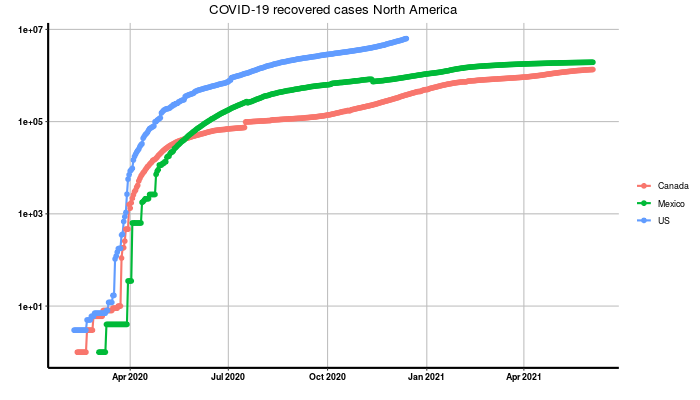 COVID-19 recovered cases North America
1e+07
1e+05
1e+03
1e+01
Apr 2020
Jul 2020
Oct 2020
Jan 2021
Apr 2021
Canada
Mexico
US